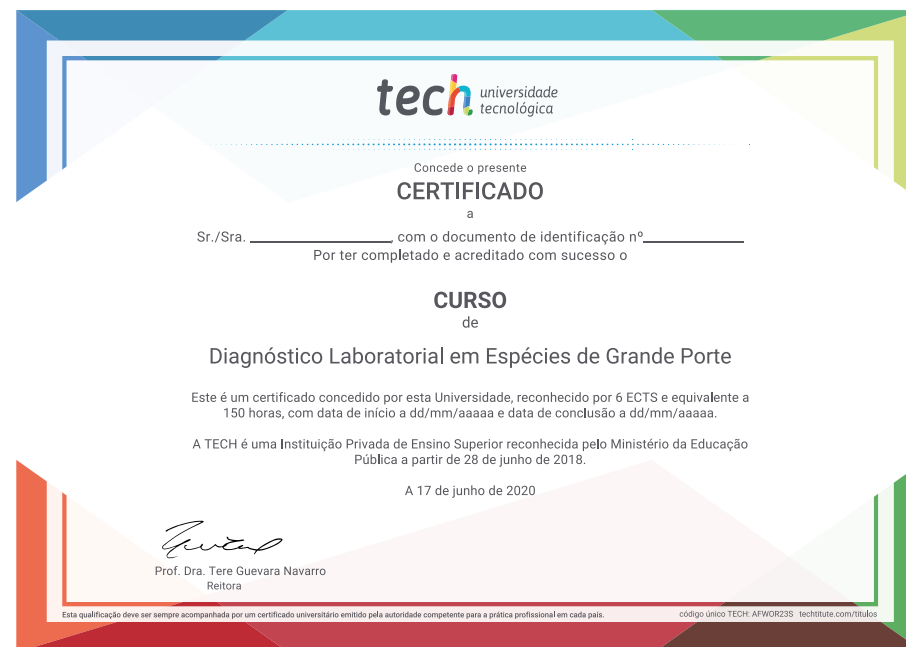 tech universidade
tecnológica
Concede o presente
CERTIFICADO
a
Sr./Sra. ____________________, com o documento de identificação nº______________
Por ter completado e acreditado com sucesso o
CURSO
de
Diagnóstico Laboratorial em Espécies de Grande Porte
Este é um certificado concedido por esta Universidade, reconhecido por 6 ECTS e equivalente a
150 horas, com data de início a dd/mm/aaaaa e data de conclusão a dd/mm/aaaaa.
A TECH é uma Instituição Privada de Ensino Superior reconhecida pelo Ministério da Educação
Pública a partir de 28 de junho de 2018.
A 17 de junho de 2020
Prof. Dra. Tere Guevara Navarro
Reitora
Esta qualificação deve ser sempre acompanhada por um certificado universitário emitido pela autoridade competente para a prática profissional em cada país.
código único TECH: AFWOR23S techtitute.com/títulos